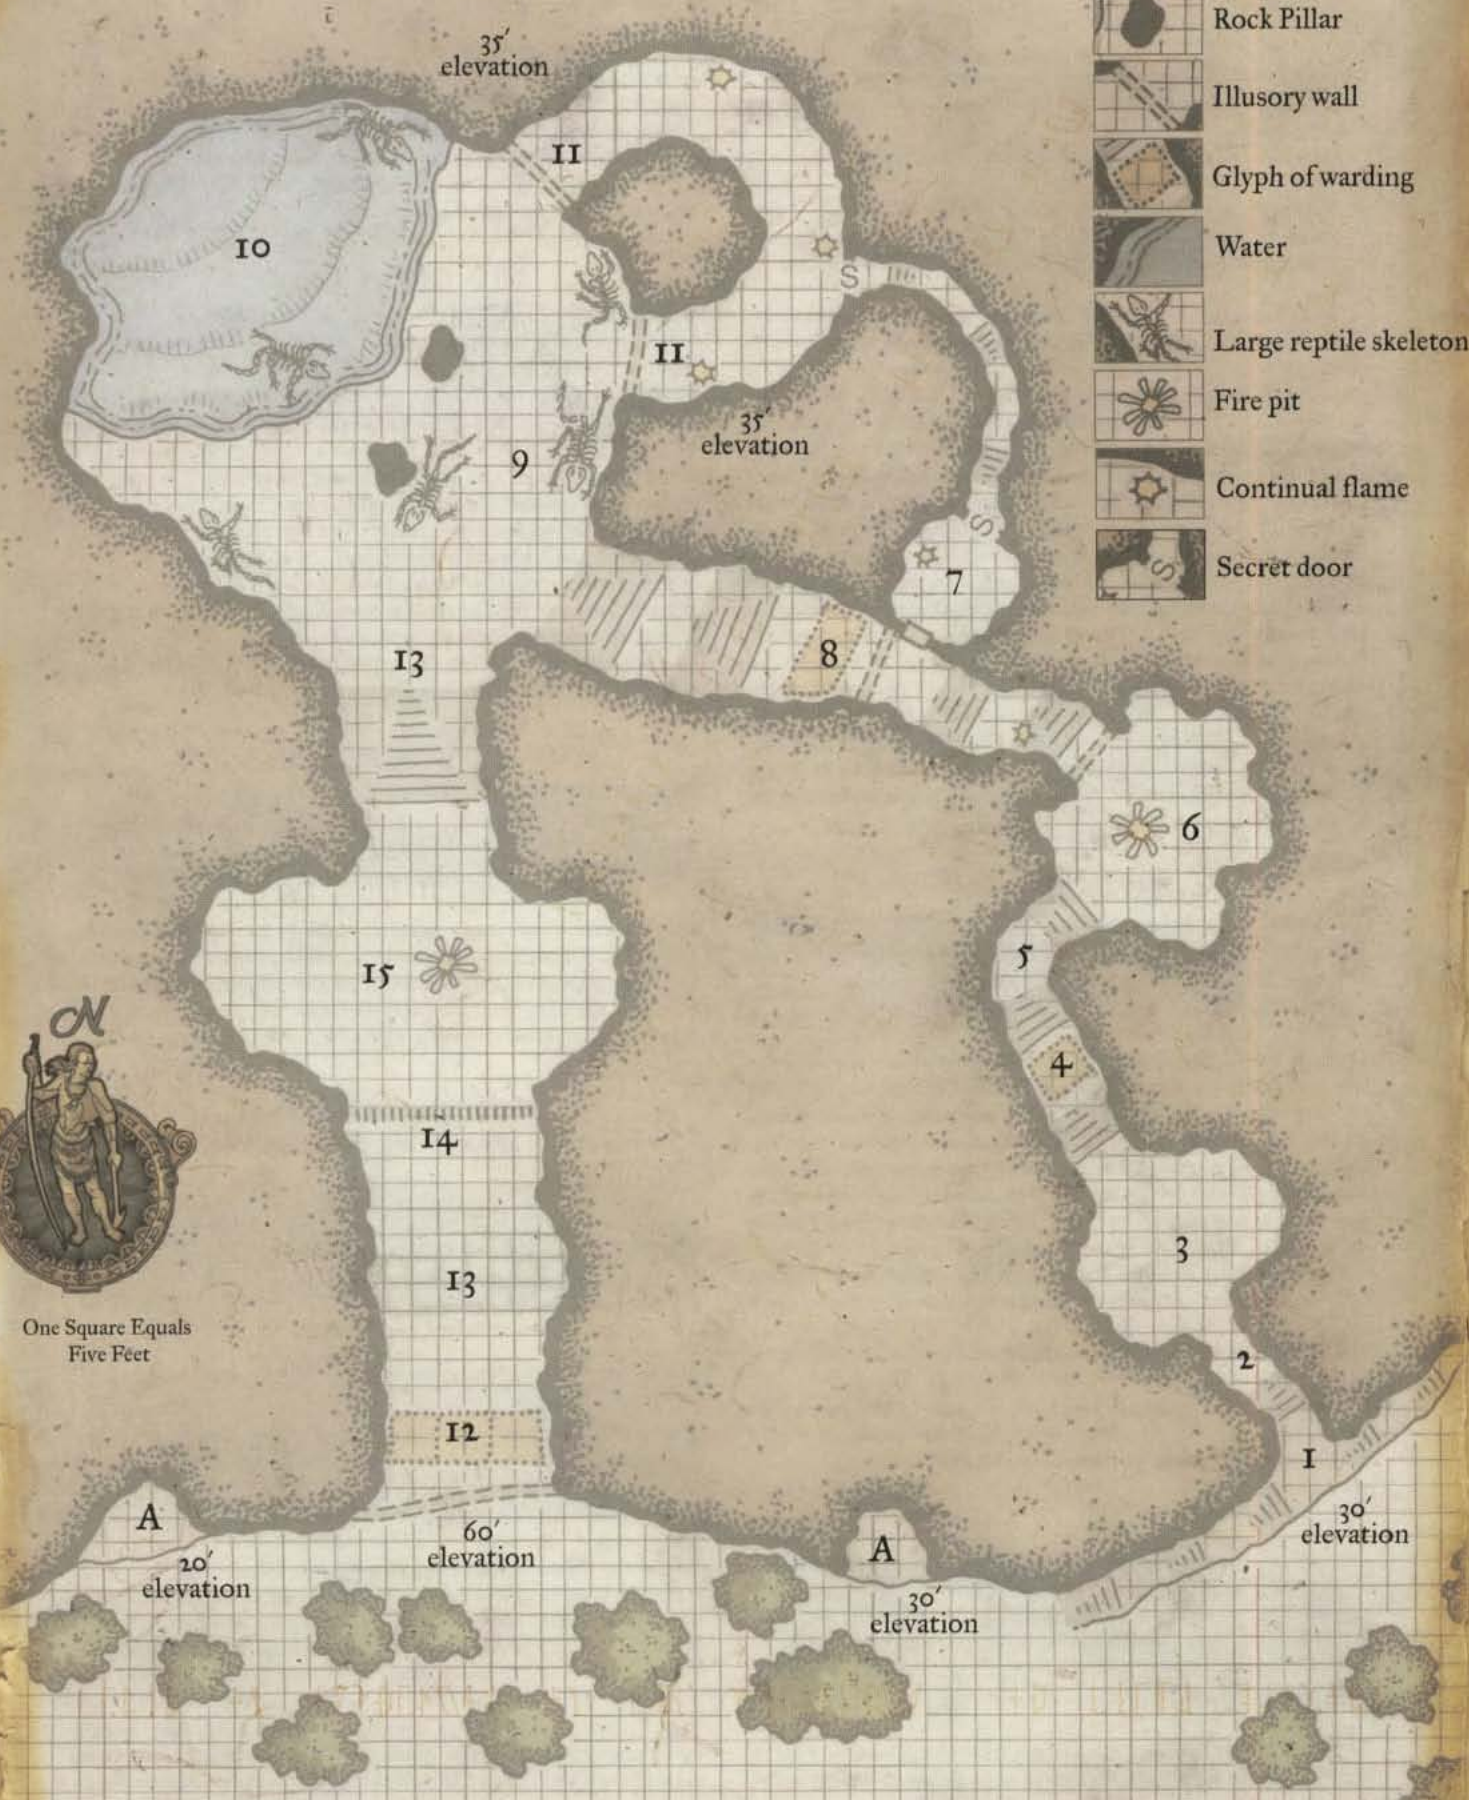 35'
elevation
Rock Pillar
Illusory wall
11
Glyph of warding
10
Water
S
11
Large reptile skeleton
Fire pit
35'
elevation
9
Continual flame
S
7
Secret door
13
8
6
5
15
N
4
14
3
13
One Square Equals
Five Feet
2
12
1
A
30'
elevation
60'
elevation
A
20'
elevation
30'
elevation
S